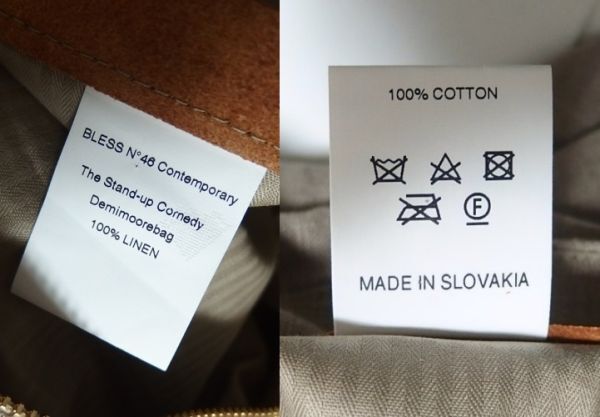 BLESS N°46 Contemporary
The Stand-up Comedy
Demimoorebag
100% LINEN
100% COTTON
F
MADE IN SLOVAKIA